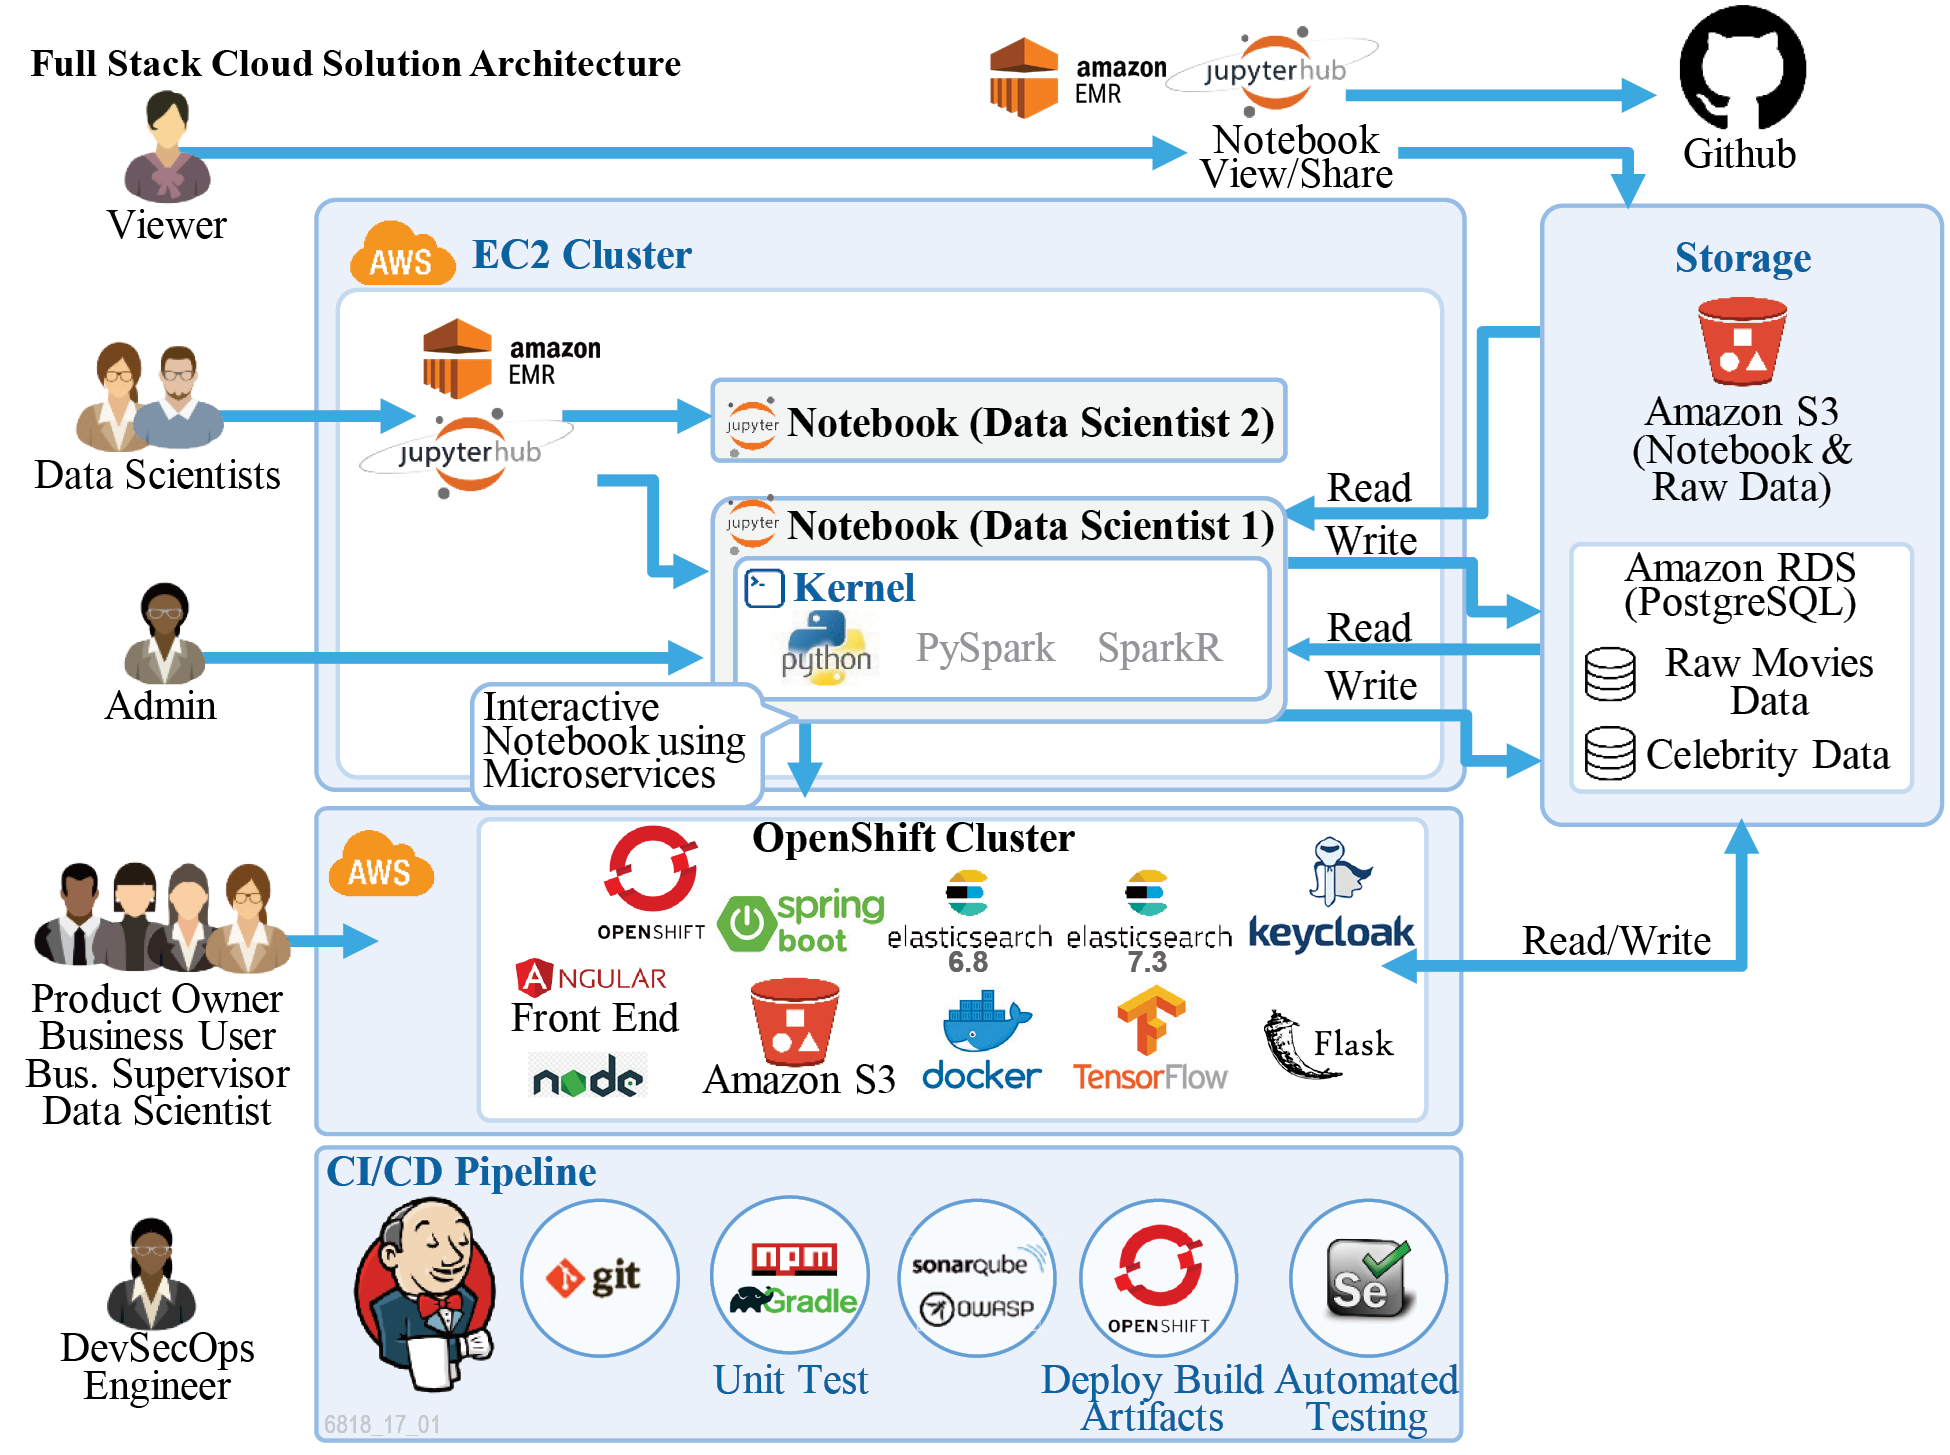 Full Stack Cloud Solution Architecture
amazon
EMR
jupyterhub
Notebook
View/Share
Github
Viewer
AWS
EC2 Cluster
Storage
amazon
EMR
jupyterhub
Data Scientists
jupyter
Notebook (Data Scientist 2)
Amazon S3
(Notebook &
Raw Data)
Read
jupyter
Notebook (Data Scientist 1)
Write
Kernel
python
PySpark
SparkR
Amazon RDS
(PostgreSQL)
Read
Write
Raw Movies
Data
Celebrity Data
Admin
Interactive
Notebook using
Microservices
AWS
OpenShift Cluster
OPENSHIFT
spring
boot
elasticsearch
6.8
elasticsearch
7.3
keycloak
Read/Write
ANGULAR
Front End
node
Amazon S3
docker
TensorFlow
Flask
Product Owner
Business User
Bus. Supervisor
Data Scientist
CI/CD Pipeline
git
npm
Gradle
Unit Test
sonarqube
OWASP
OPENSHIFT
Deploy Build
Artifacts
Se
Automated
Testing
DevSecOps
Engineer
6818_17_01